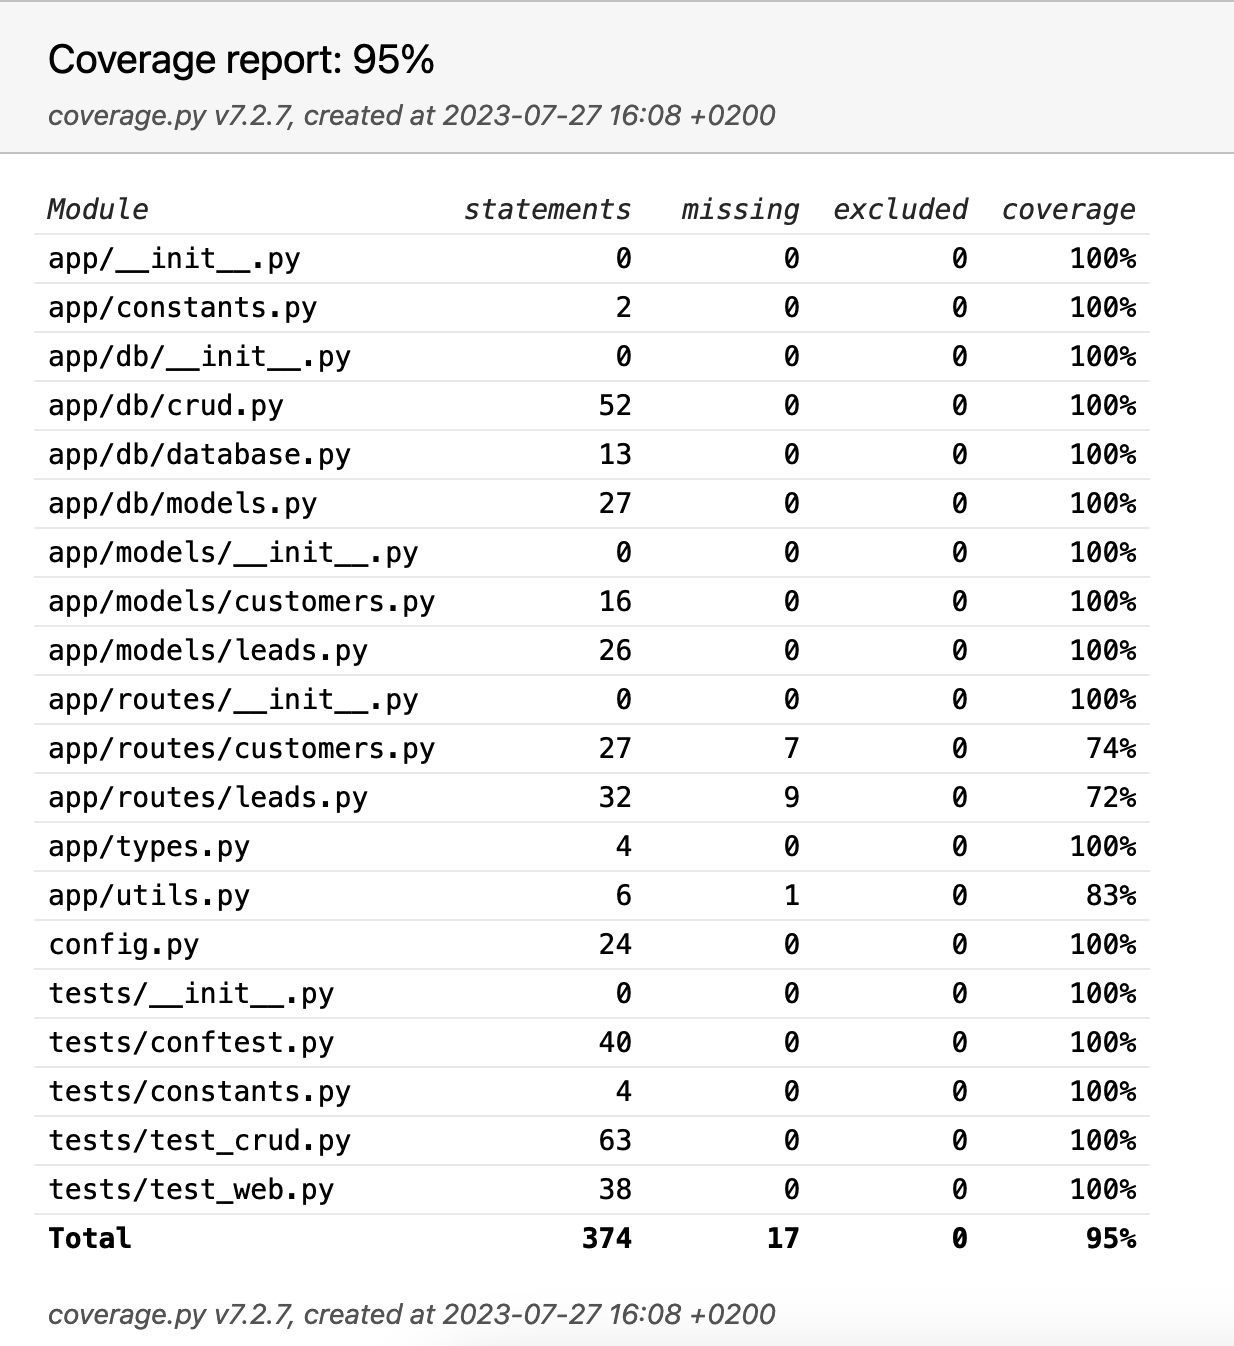 Coverage report: 95%
coverage.py v7.2.7, created at 2023-07-27 16:08 +0200
Module statements missing excluded coverage
app/__init__.py 0 0 0 100%
app/constants.py 2 0 0 100%
app/db/__init__.py 0 0 0 100%
app/db/crud.py 52 0 0 100%
app/db/database.py 13 0 0 100%
app/db/models.py 27 0 0 100%
app/models/__init__.py 0 0 0 100%
app/models/customers.py 16 0 0 100%
app/models/leads.py 26 0 0 100%
app/routes/__init__.py 0 0 0 100%
app/routes/customers.py 27 7 0 74%
app/routes/leads.py 32 9 0 72%
app/types.py 4 0 0 100%
app/utils.py 6 1 0 83%
config.py 24 0 0 100%
tests/__init__.py 0 0 0 100%
tests/conftest.py 40 0 0 100%
tests/constants.py 4 0 0 100%
tests/test_crud.py 63 0 0 100%
tests/test_web.py 38 0 0 100%
Total 374 17 0 95%
coverage.py v7.2.7, created at 2023-07-27 16:08 +0200